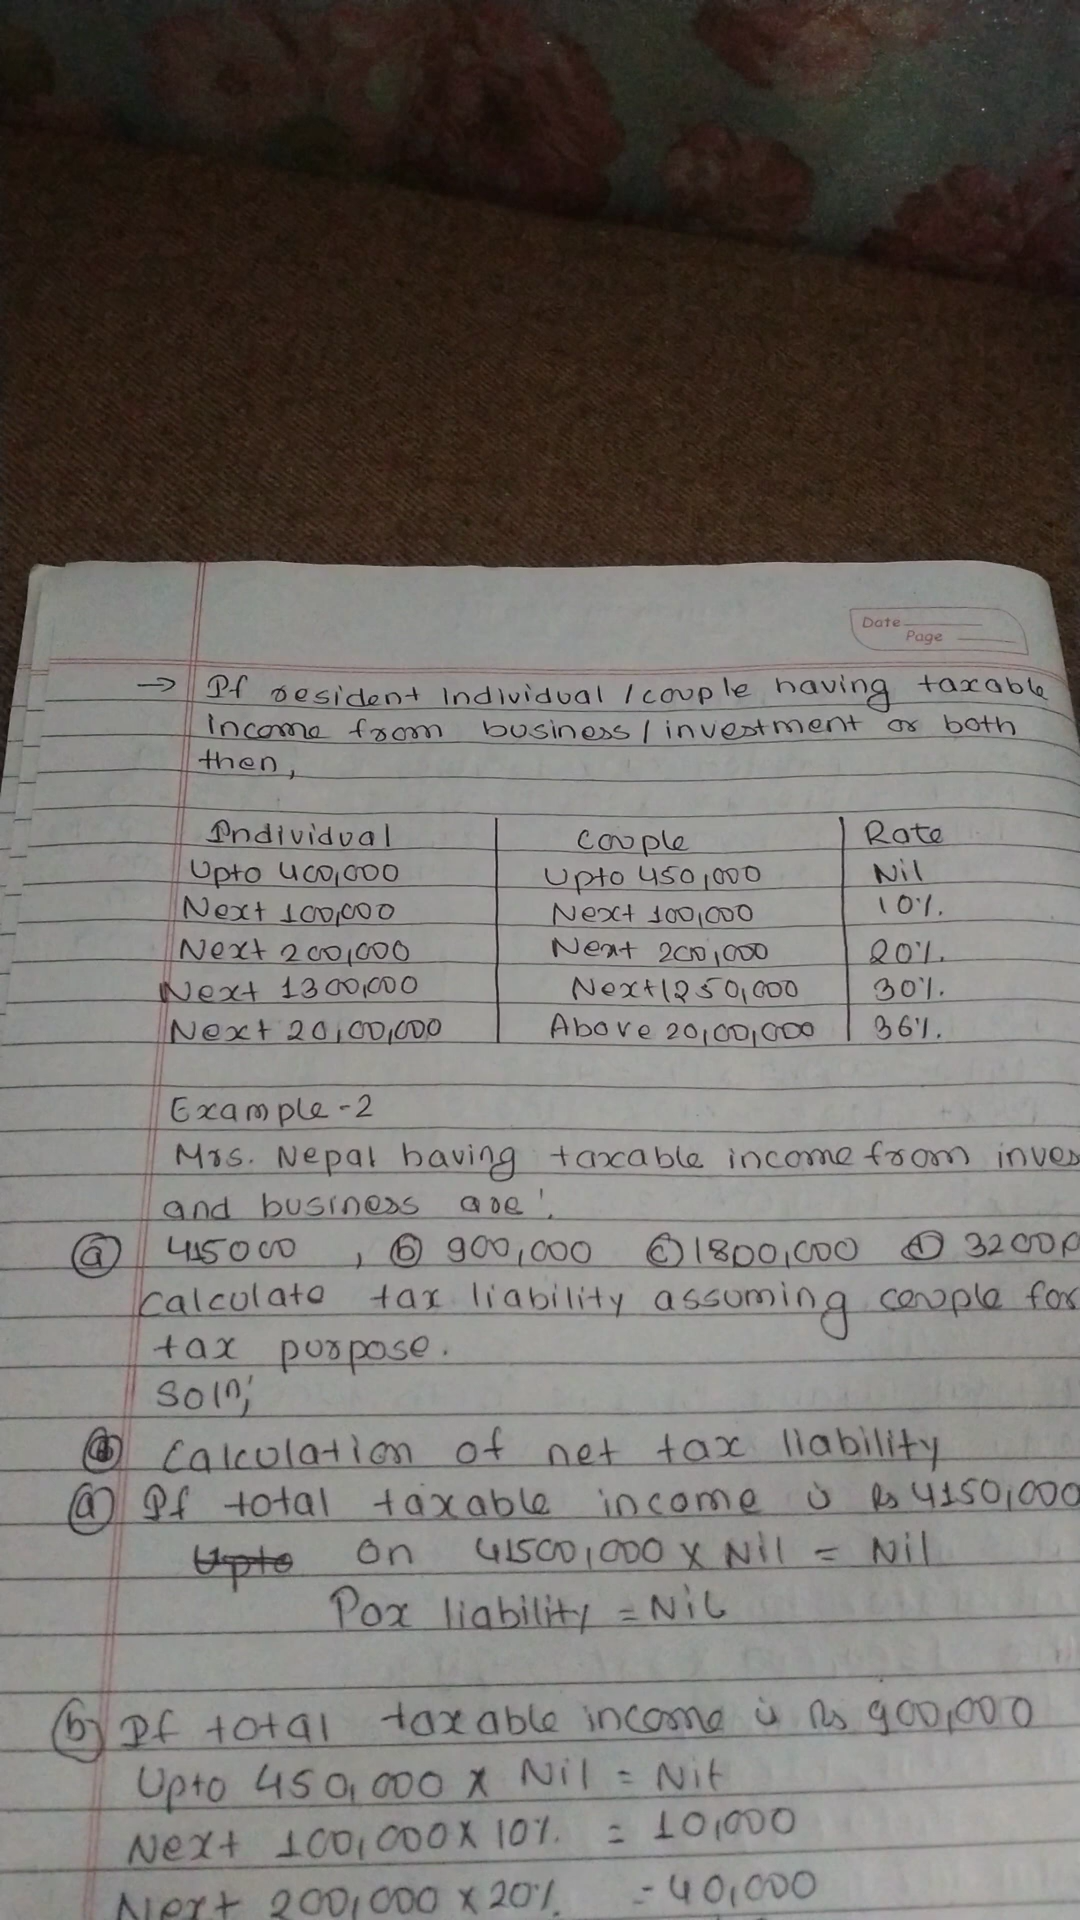 Date
Page
→ If resident individual / couple having taxable
income from business / investment or both
then,
Individual Couple Rate
Upto 400,000 Upto 450,000 Nil
Next 100,000 Next 100,000 10%.
Next 200,000 Next 200,000 20%.
Next 1300,000 Next 1250,000 30%.
Next 20,00,000 Above 20,00,000 36%.
Example-2
Mrs. Nepal having taxable income from inves
and business are:
(a) 415000 , (b) 900,000 (c) 1800,000 (d) 32000
calculate tax liability assuming couple for
tax purpose.
Soln;
Calculation of net tax liability
(a) If total taxable income is Rs 4150,000
Upto on 41500,000 x Nil = Nil
Pax liability = Nil
(b) If total taxable income is Rs 900,000
Upto 450,000 x Nil = Nil
Next 100,000 x 10%. = 10,000
Next 200,000 x 20%. = 40,000